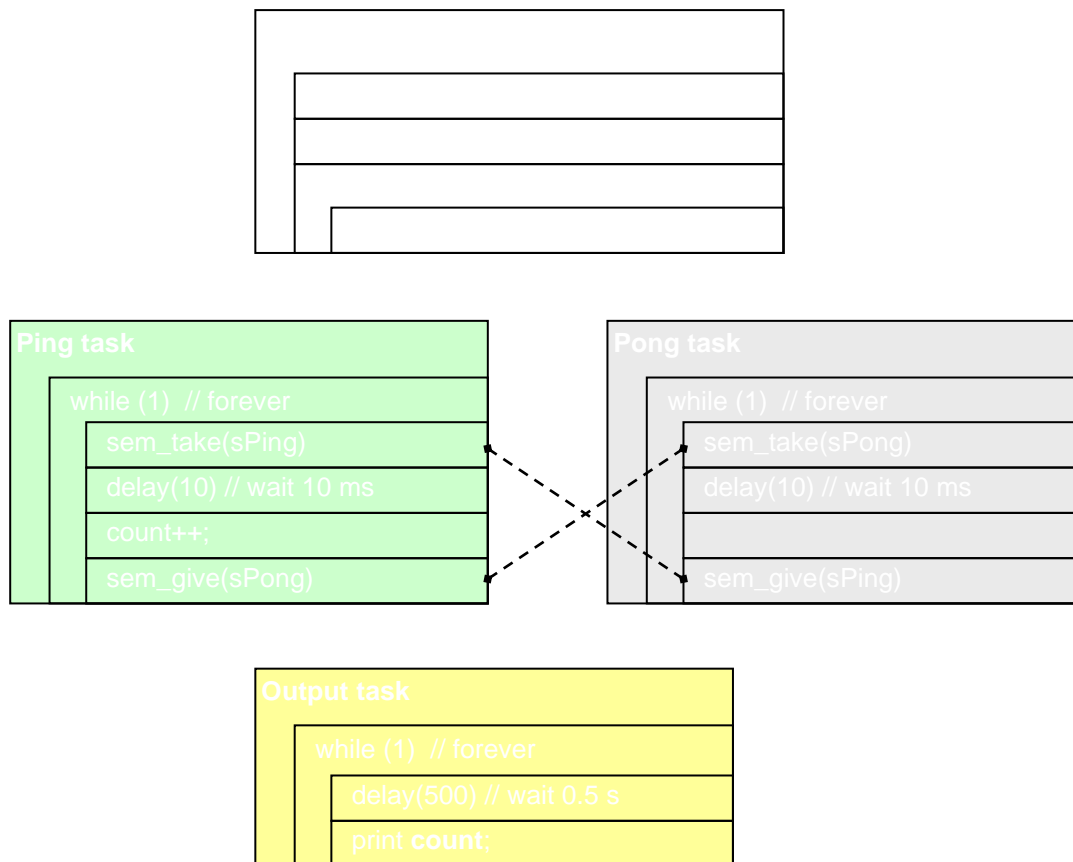 Ping task
while (1)  // forever
sem_take(sPing)
delay(10) // wait 10 ms
count++;
sem_give(sPong)
Pong task
while (1)  // forever
sem_take(sPong)
delay(10) // wait 10 ms
sem_give(sPing)
Output task
while (1)  // forever
delay(500) // wait 0.5 s
print count;